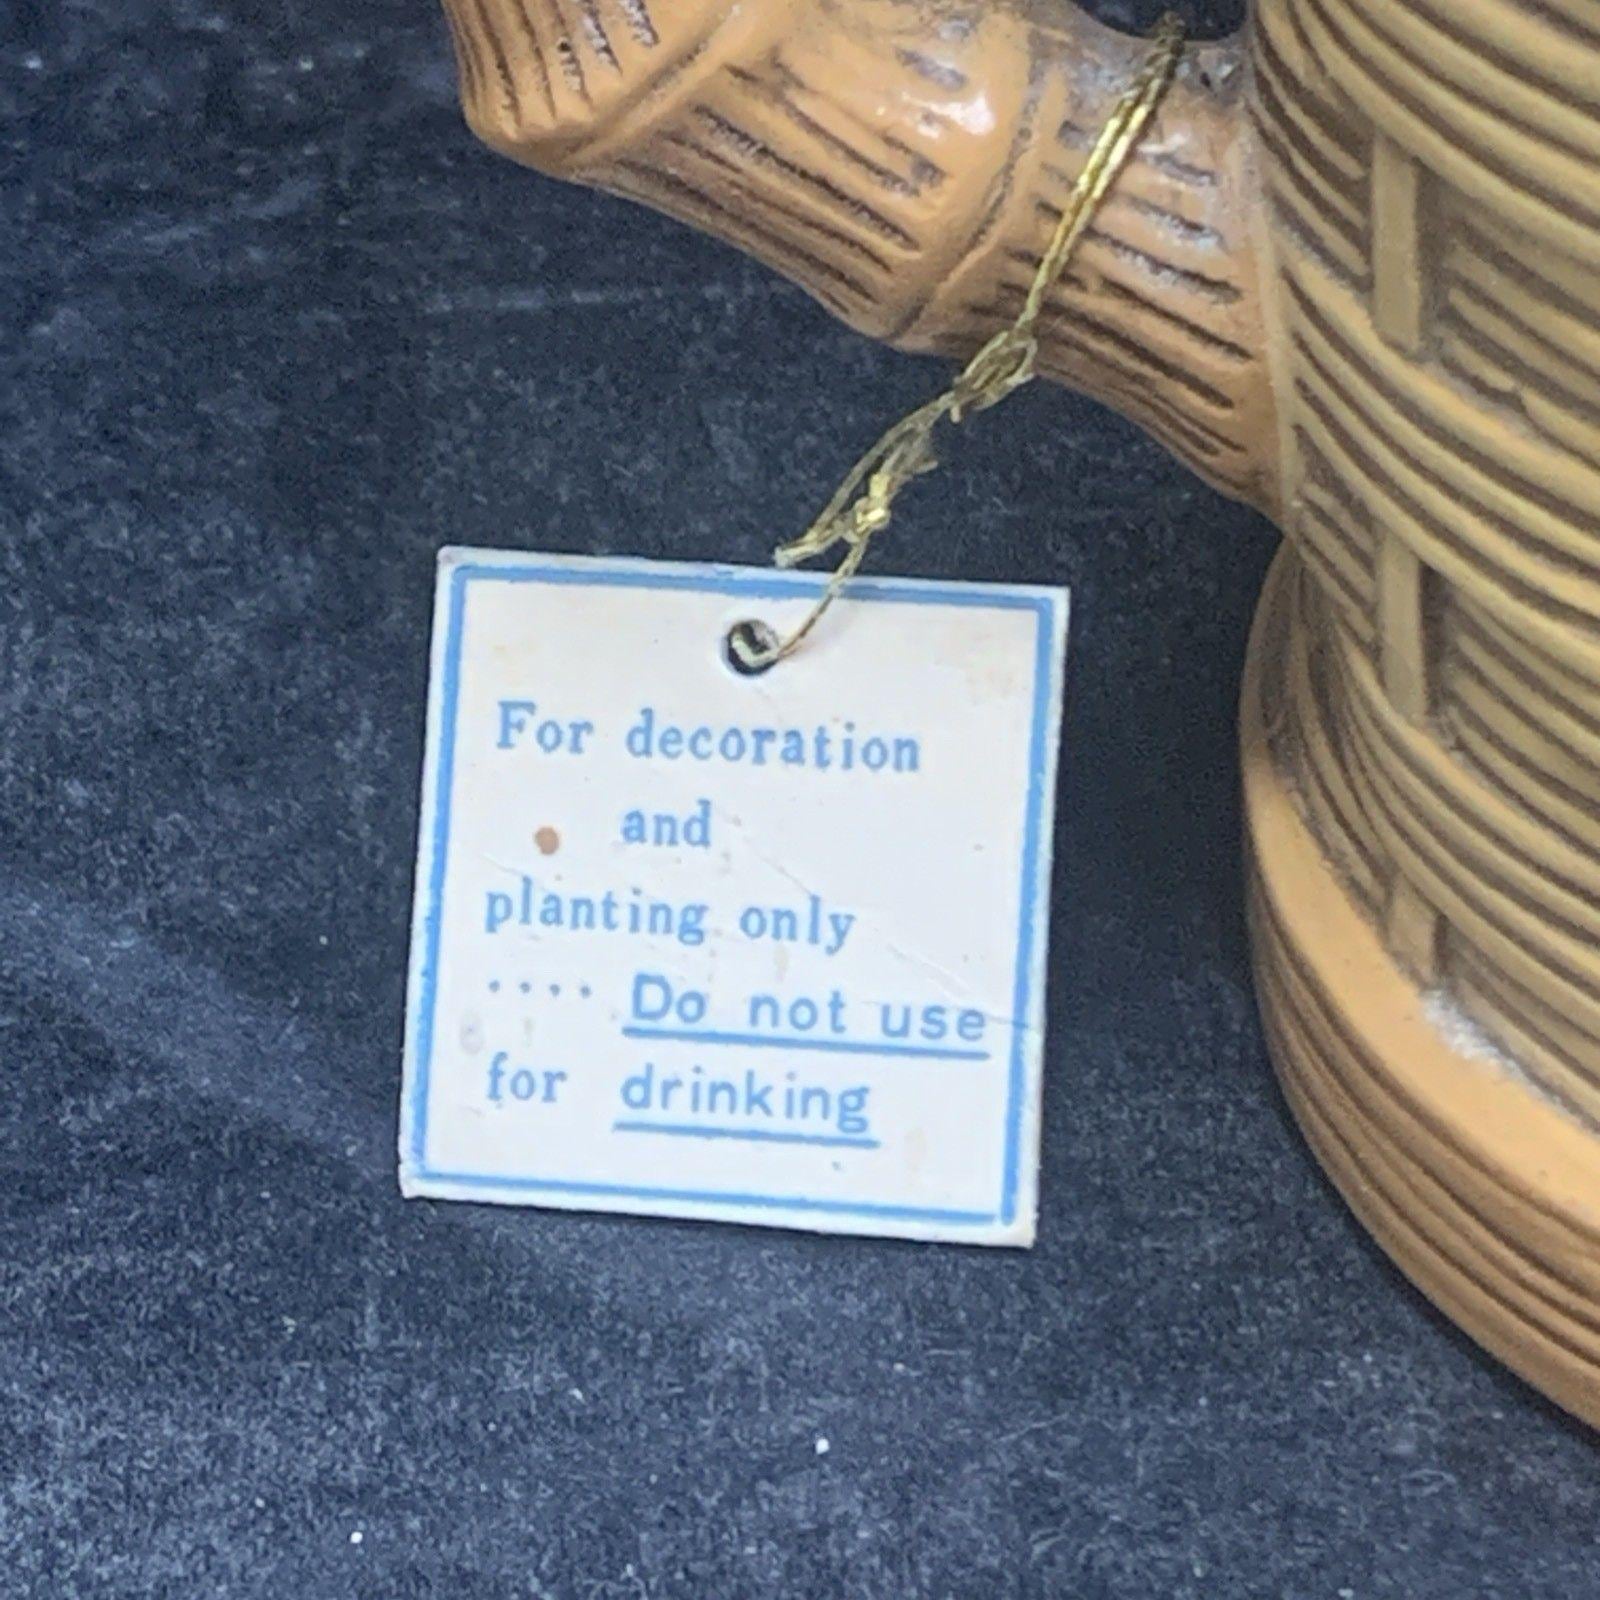 For decoration
and
planting only
.... Do not use
for drinking